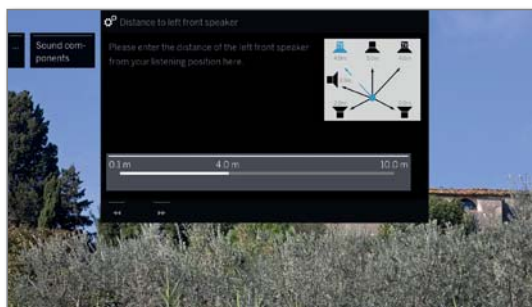 Distance to left front speaker
... Sound com-
ponents
Please enter the distance of the left front speaker
from your listening position here.
0.1 m 4.0 m 10.0 m